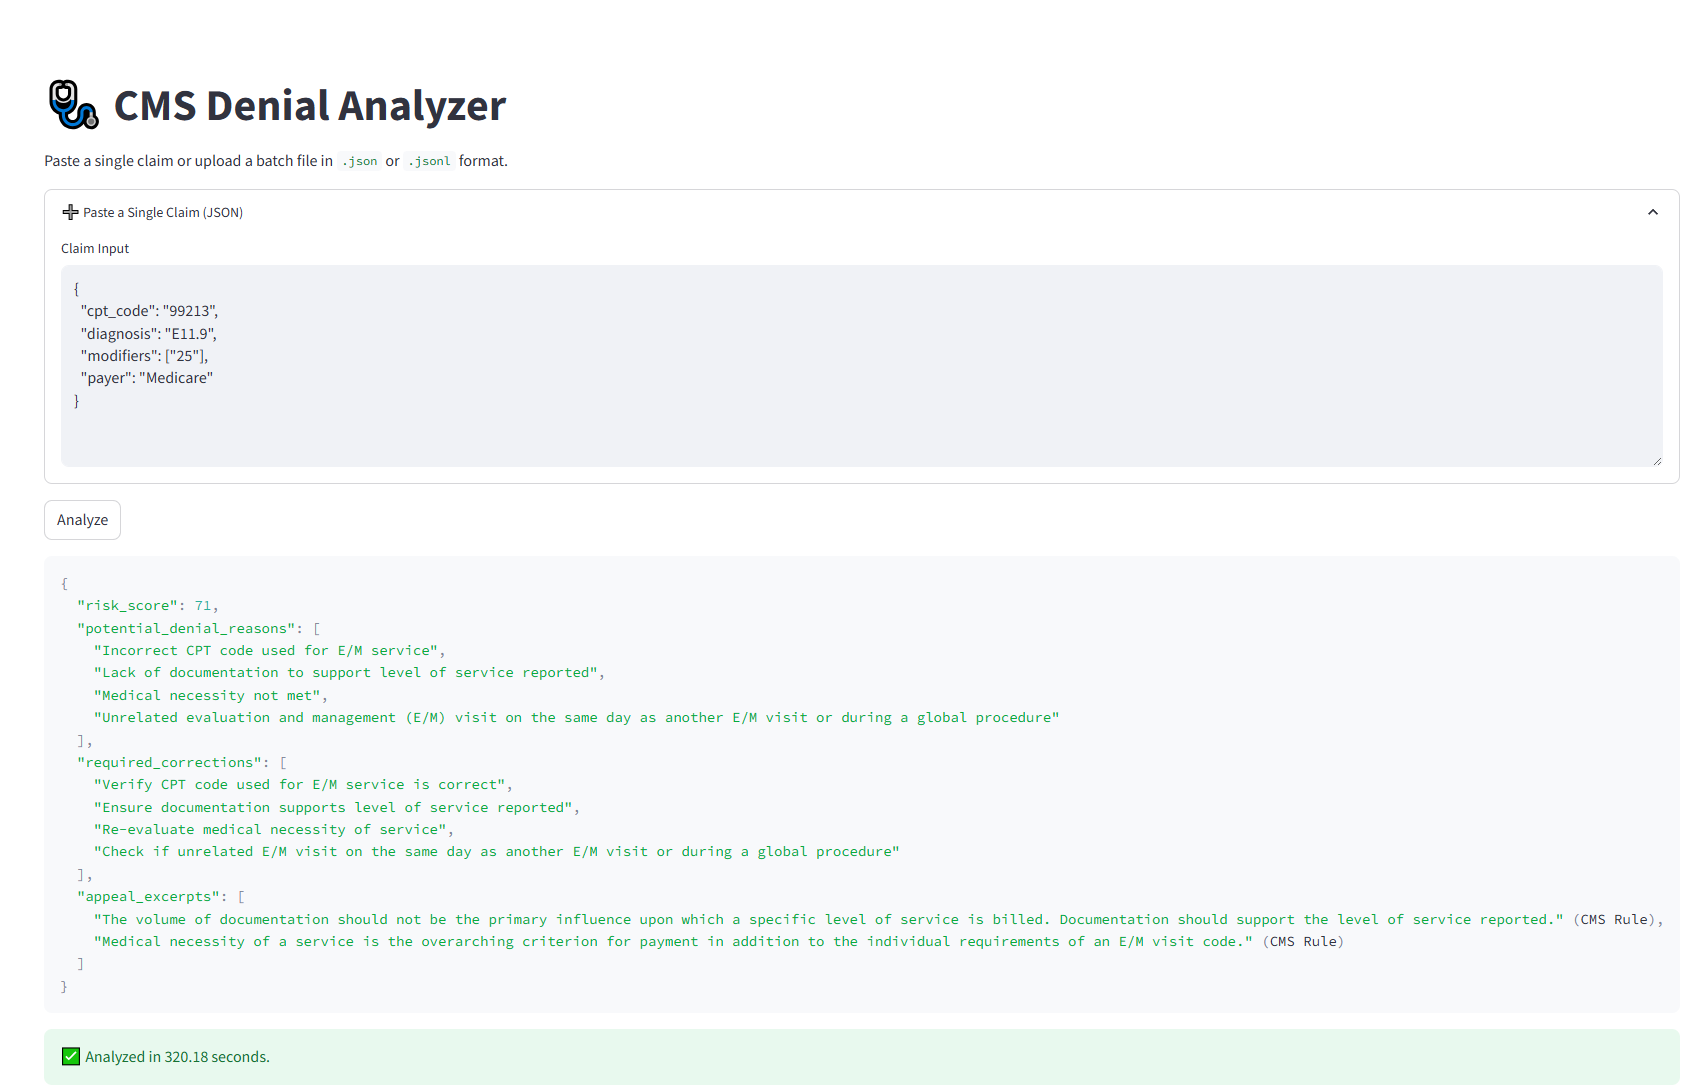 CMS Denial Analyzer
Paste a single claim or upload a batch file in .json or .jsonl format.
Paste a Single Claim (JSON)
Claim Input
{
"cpt_code": "99213",
"diagnosis": "E11.9",
"modifiers": ["25"],
"payer": "Medicare"
}
Analyze
{
"risk_score": 71,
"potential_denial_reasons": [
"Incorrect CPT code used for E/M service",
"Lack of documentation to support level of service reported",
"Medical necessity not met",
"Unrelated evaluation and management (E/M) visit on the same day as another E/M visit or during a global procedure"
],
"required_corrections": [
"Verify CPT code used for E/M service is correct",
"Ensure documentation supports level of service reported",
"Re-evaluate medical necessity of service",
"Check if unrelated E/M visit on the same day as another E/M visit or during a global procedure"
],
"appeal_excerpts": [
"The volume of documentation should not be the primary influence upon which a specific level of service is billed. Documentation should support the level of service reported." (CMS Rule),
"Medical necessity of a service is the overarching criterion for payment in addition to the individual requirements of an E/M visit code." (CMS Rule)
]
}
Analyzed in 320.18 seconds.